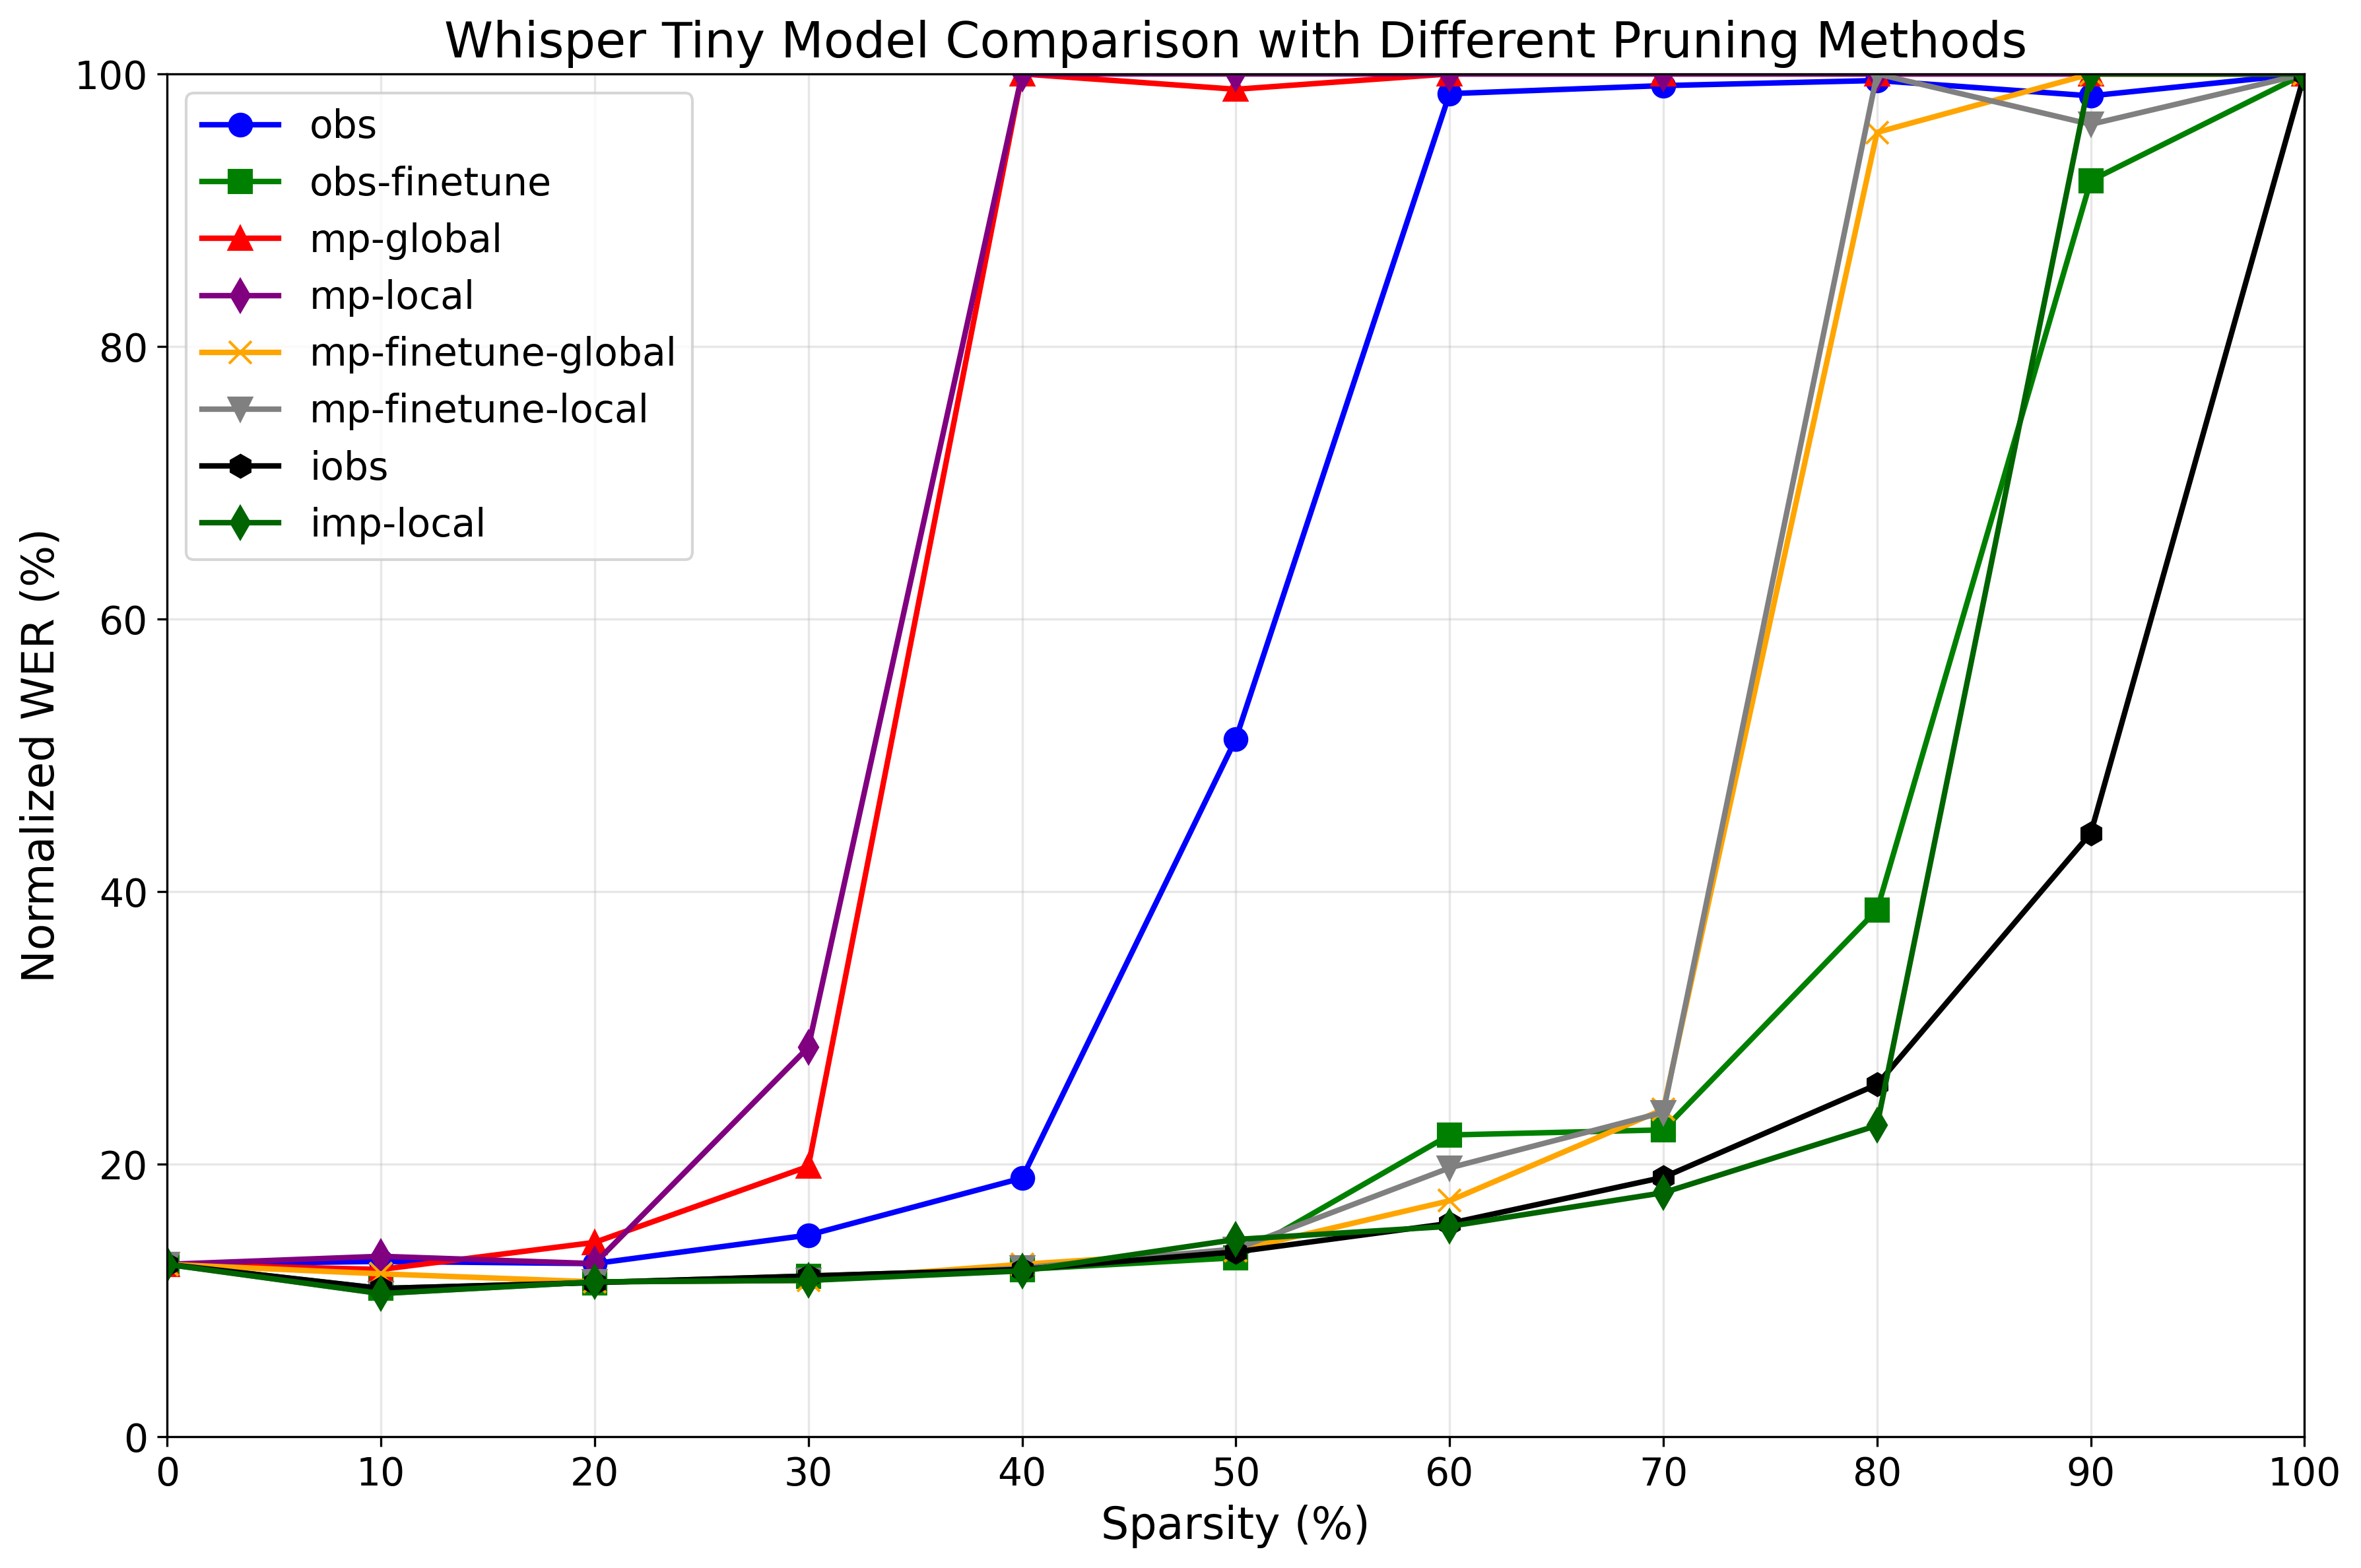 Whisper Tiny Model Comparison with Different Pruning Methods
100
80
60
40
20
0
Normalized WER (%)
obs
obs-finetune
mp-global
mp-local
mp-finetune-global
mp-finetune-local
iobs
imp-local
0 10 20 30 40 50 60 70 80 90 100
Sparsity (%)